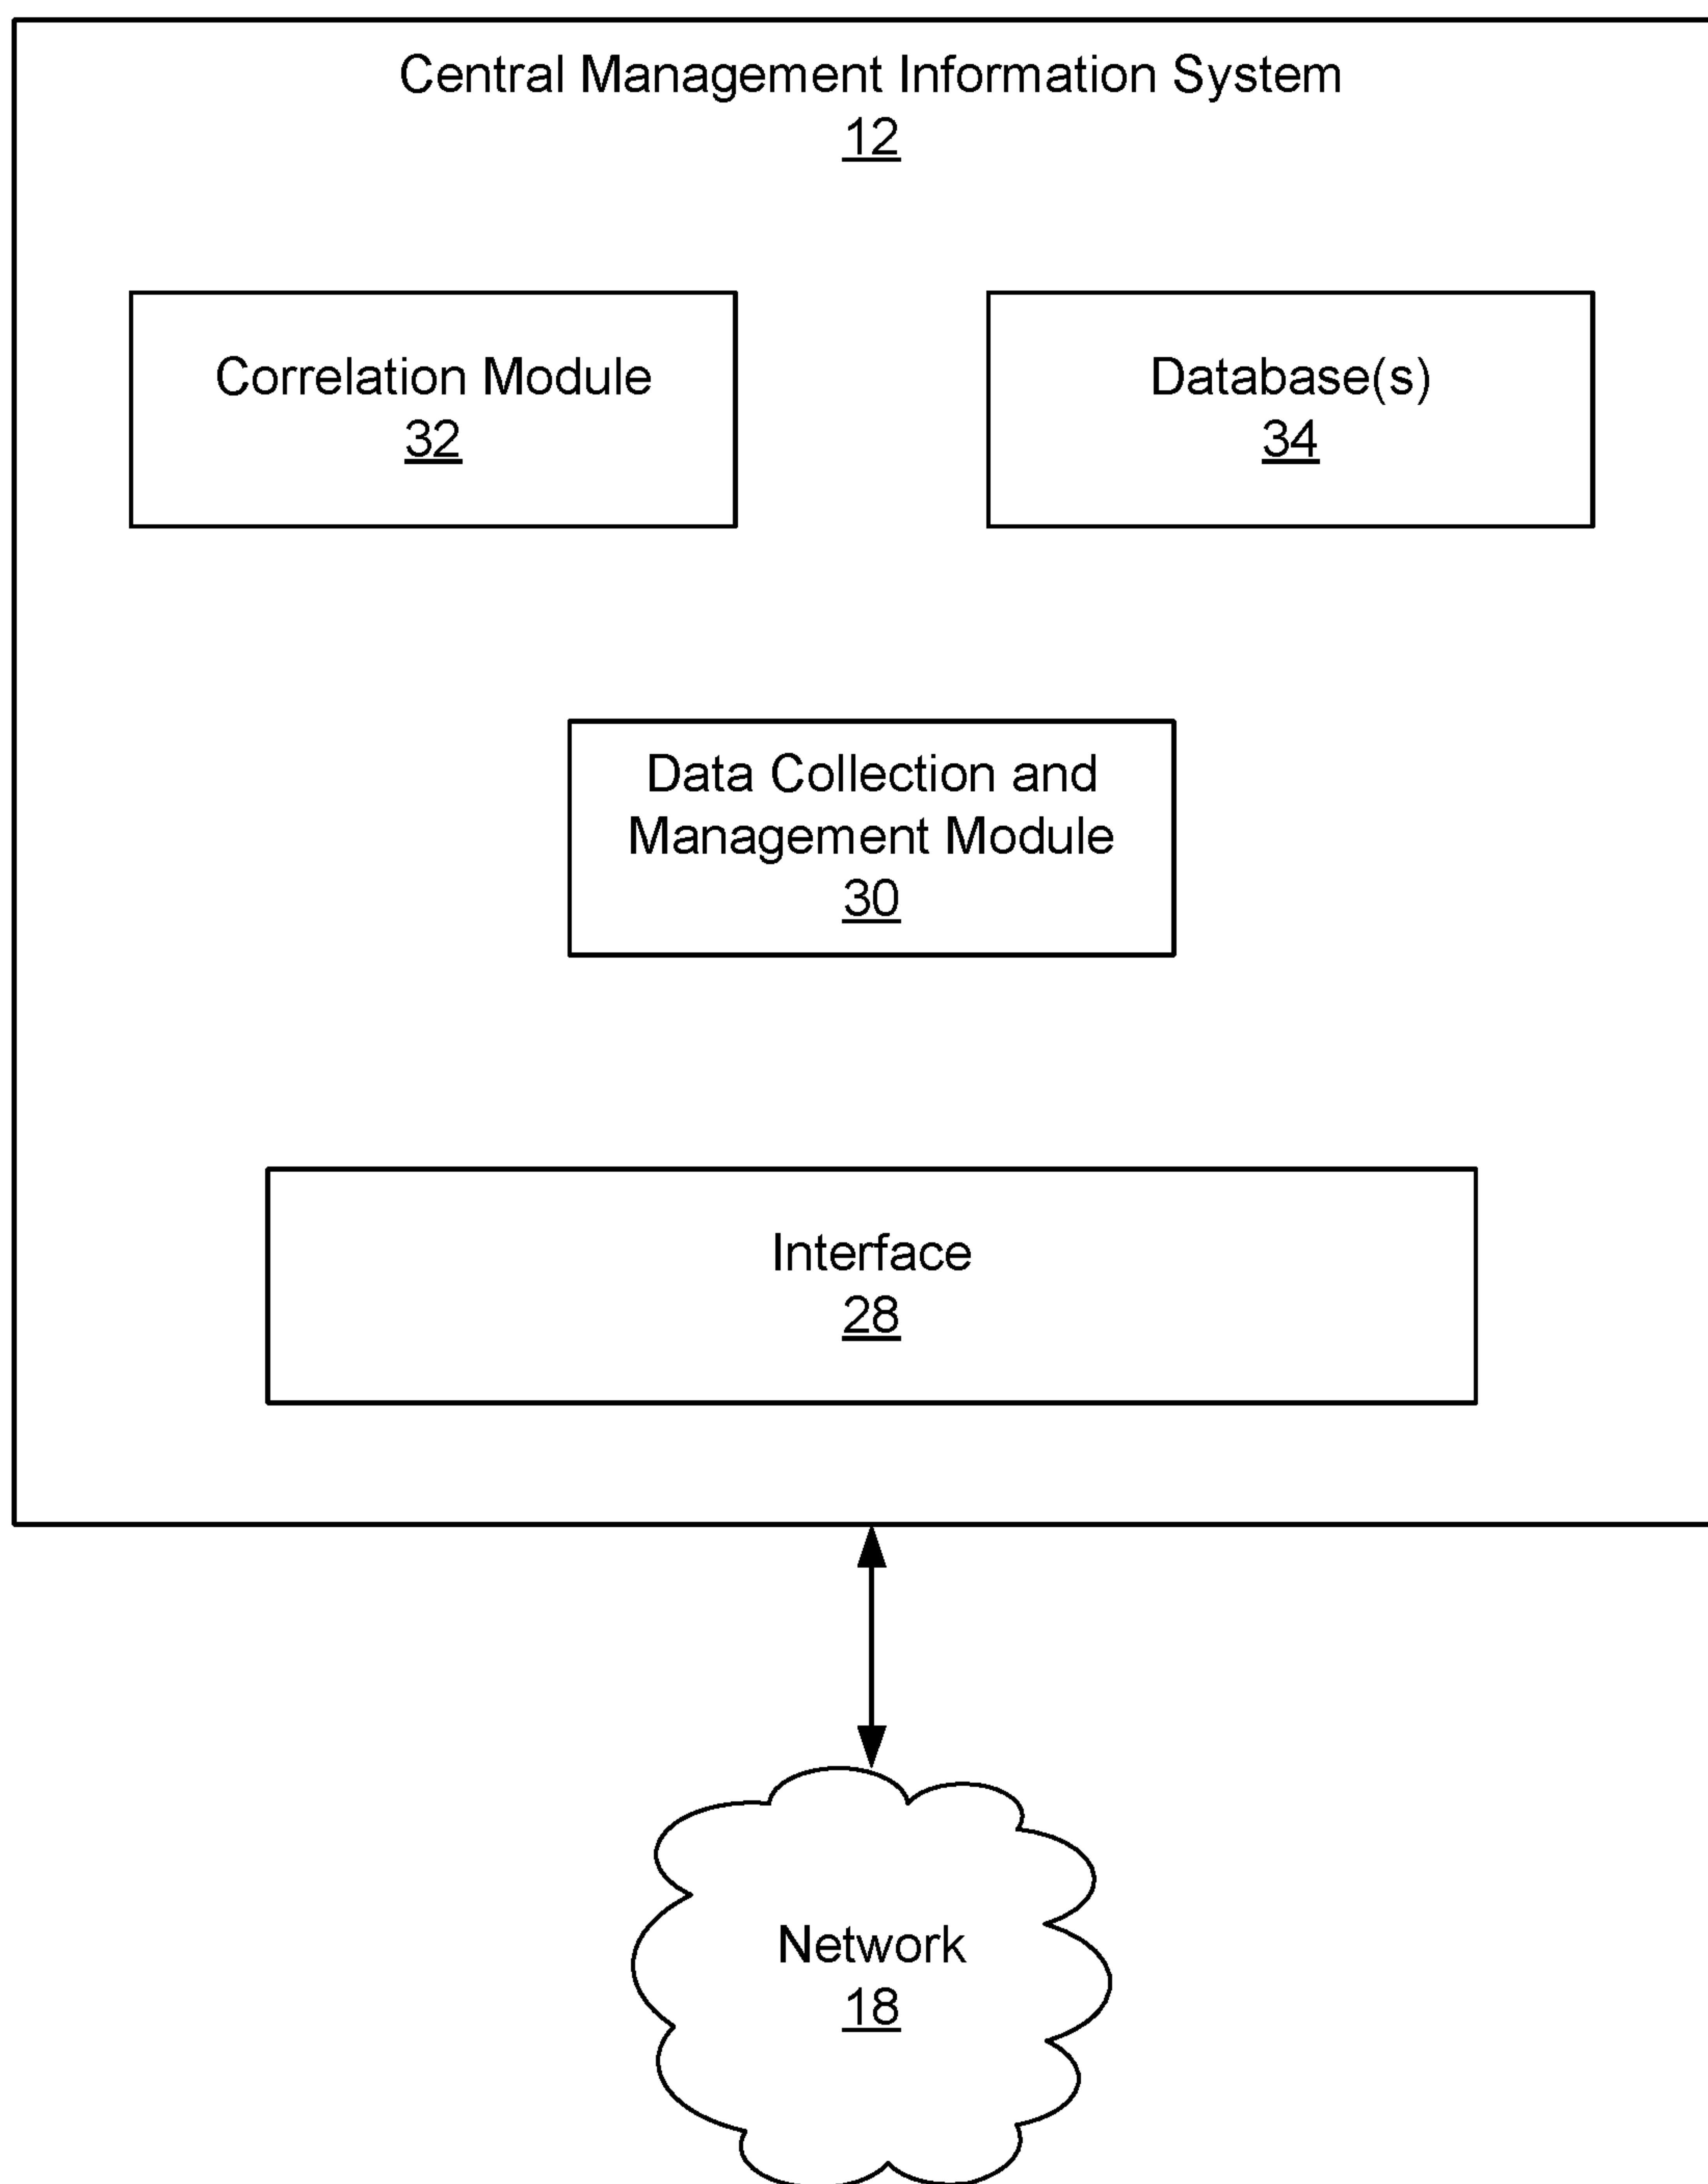 Central Management Information System
12
Correlation Module
32
Database(s)
34
Data Collection and
Management Module
30
Interface
28
Network
18